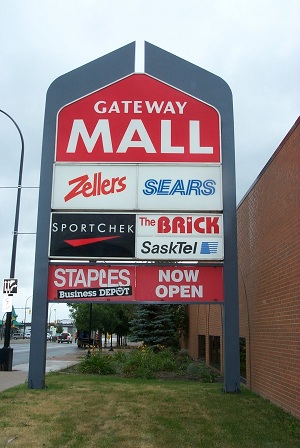 GATEWAY
MALL
Zellers
SEARS
SPORTCHEK
The BRICK
SaskTel
STAPLES
Business DEPOT
NOW
OPEN